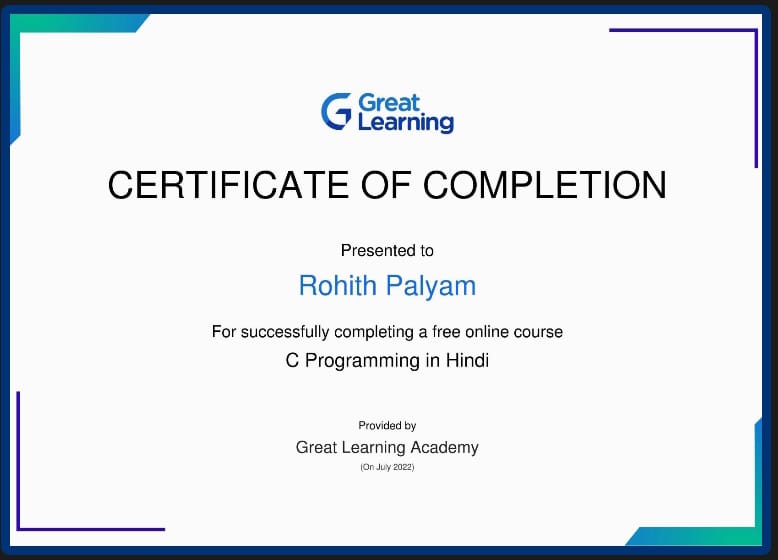 Great
Learning
CERTIFICATE OF COMPLETION
Presented to
Rohith Palyam
For successfully completing a free online course
C Programming in Hindi
Provided by
Great Learning Academy
(On July 2022)